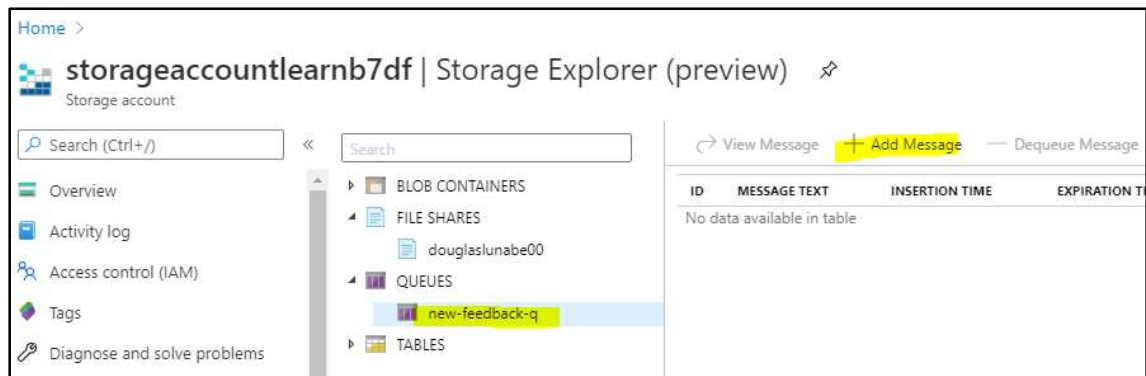 Home >
storageaccountlearnb7df | Storage Explorer (preview)
Storage account
Search (Ctrl+/)
«
Overview
Activity log
Access control (IAM)
Tags
Diagnose and solve problems
Search
BLOB CONTAINERS
FILE SHARES
douglaslunabe00
QUEUES
new-feedback-q
TABLES
View Message + Add Message — Dequeue Message
ID MESSAGE TEXT INSERTION TIME EXPIRATION TI
No data available in table